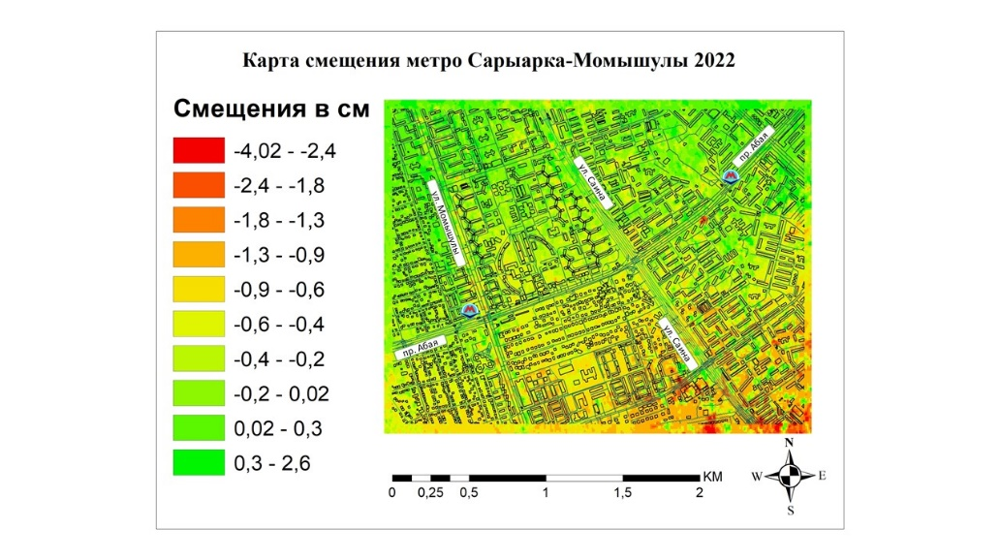 Карта смещения метро Сарыарка-Момышулы 2022
Смещения в см
-4,02 - -2,4
-2,4 - -1,8
-1,8 - -1,3
-1,3 - -0,9
-0,9 - -0,6
-0,6 - -0,4
-0,4 - -0,2
-0,2 - 0,02
0,02 - 0,3
0,3 - 2,6
пр. Абая
ул. Саина
ул. Момышулы
М
М
ул. Саина
пр. Абая
N
W
E
S
КМ
0
0,25
0,5
1
1,5
2